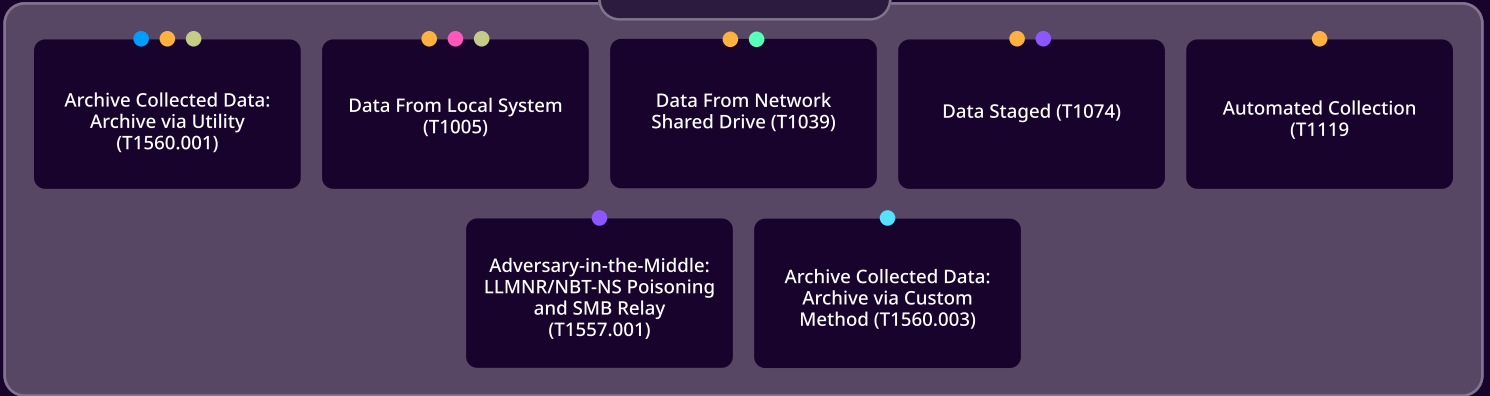 Archive Collected Data:
Archive via Utility
(T1560.001)
Data From Local System
(T1005)
Data From Network
Shared Drive (T1039)
Data Staged (T1074)
Automated Collection
(T1119
Adversary-in-the-Middle:
LLMNR/NBT-NS Poisoning
and SMB Relay
(T1557.001)
Archive Collected Data:
Archive via Custom
Method (T1560.003)